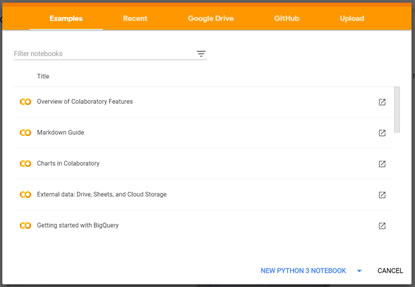 Examples Recent Google Drive GitHub Upload
Filter notebooks
Title
Overview of Colaboratory Features
Markdown Guide
Charts in Colaboratory
External data: Drive, Sheets, and Cloud Storage
Getting started with BigQuery
NEW PYTHON 3 NOTEBOOK CANCEL